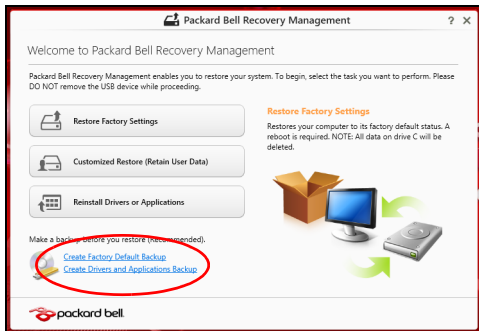 Packard Bell Recovery Management ? X
Welcome to Packard Bell Recovery Management
Packard Bell Recovery Management enables you to restore your system. To begin, select the task you want to perform. Please
DO NOT remove the USB device while proceeding.
Restore Factory Settings
Customized Restore (Retain User Data)
Reinstall Drivers or Applications
Restore Factory Settings
Restores your computer to its factory default status. A
reboot is required. NOTE: All data on drive C will be
deleted.
Make a backup before you restore (Recommended).
Create Factory Default Backup
Create Drivers and Applications Backup
packard bell.